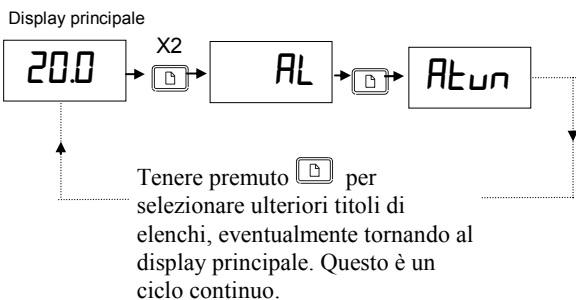 Display principale
X2
20.0
AL
Atun
Tenere premuto per
selezionare ulteriori titoli di
elenchi, eventualmente tornando al
display principale. Questo è un
ciclo continuo.